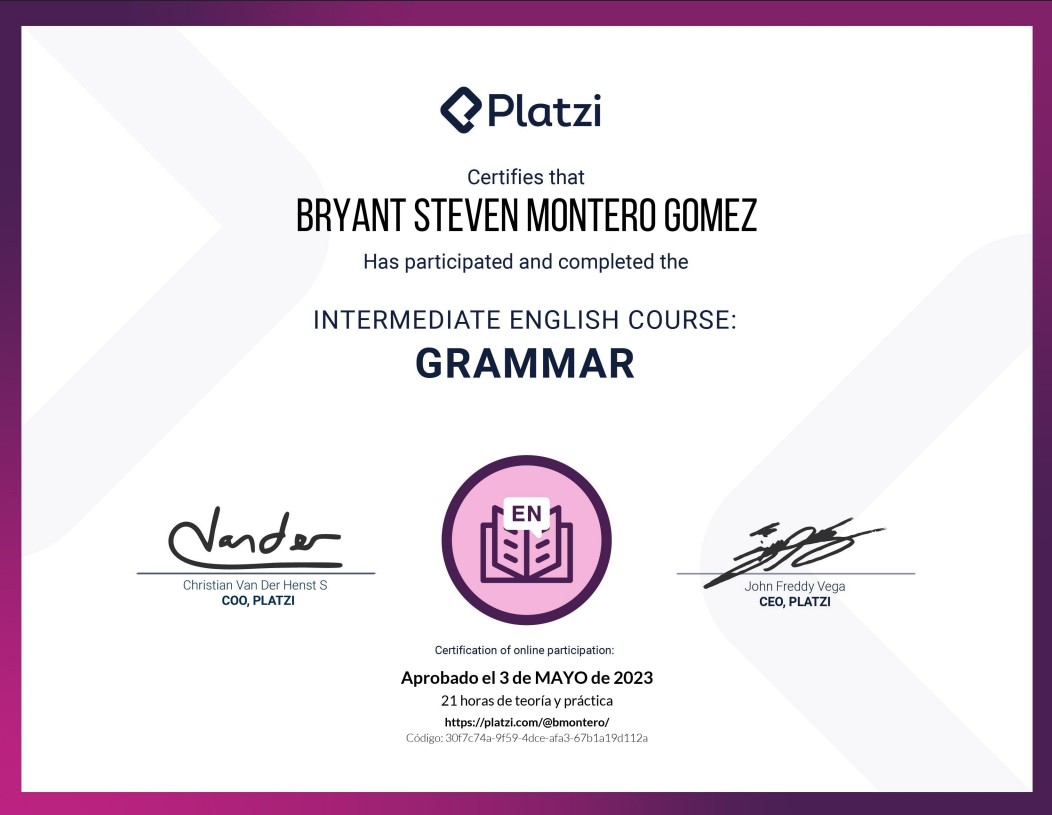 Platzi
Certifies that
BRYANT STEVEN MONTERO GOMEZ
Has participated and completed the
INTERMEDIATE ENGLISH COURSE:
GRAMMAR
EN
Vander
Christian Van Der Henst S
COO, PLATZI
John Freddy Vega
CEO, PLATZI
Certification of online participation:
Aprobado el 3 de MAYO de 2023
21 horas de teoría y práctica
https://platzi.com/@bmontero/
Código: 30f7c74a-9f59-4dce-afa3-67b1a19d112a